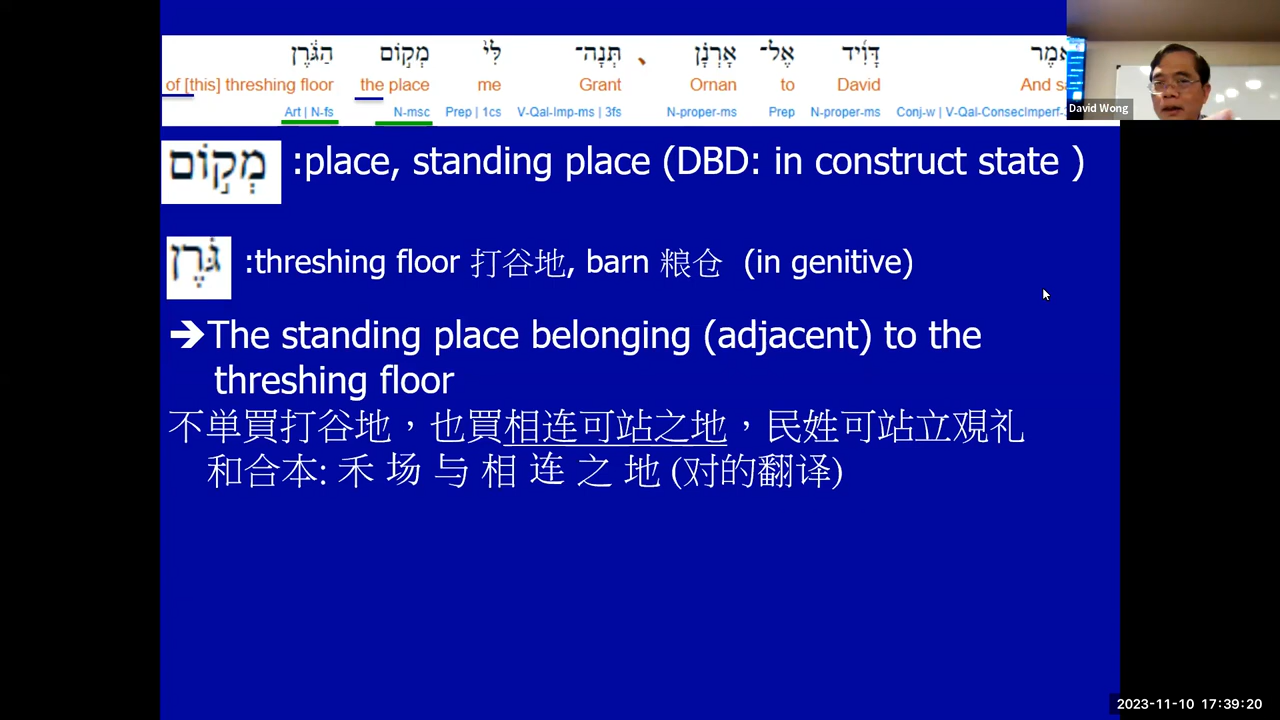 הַגֹּ֔רֶן מְק֣וֹם לִּי֙ תְּנָה־ אָרְנָ֗ן אֶל־ דָּוִ֜יד
of [this] threshing floor the place me Grant Ornan to David And s
Art | N-fs N-msc Prep | 1cs V-Qal-Imp-ms | 3fs N-proper-ms Prep N-proper-ms Conj-w | V-Qal-ConsecImperf-
David Wong
מְק֣וֹם :place, standing place (DBD: in construct state )
גֹּ֔רֶן :threshing floor 打谷地, barn 粮仓 (in genitive)
➔The standing place belonging (adjacent) to the
threshing floor
不単買打谷地，也買相连可站之地，民姓可站立覌礼
和合本: 禾 场 与 相 连 之 地 (对的翻译)
2023-11-10 17:39:20